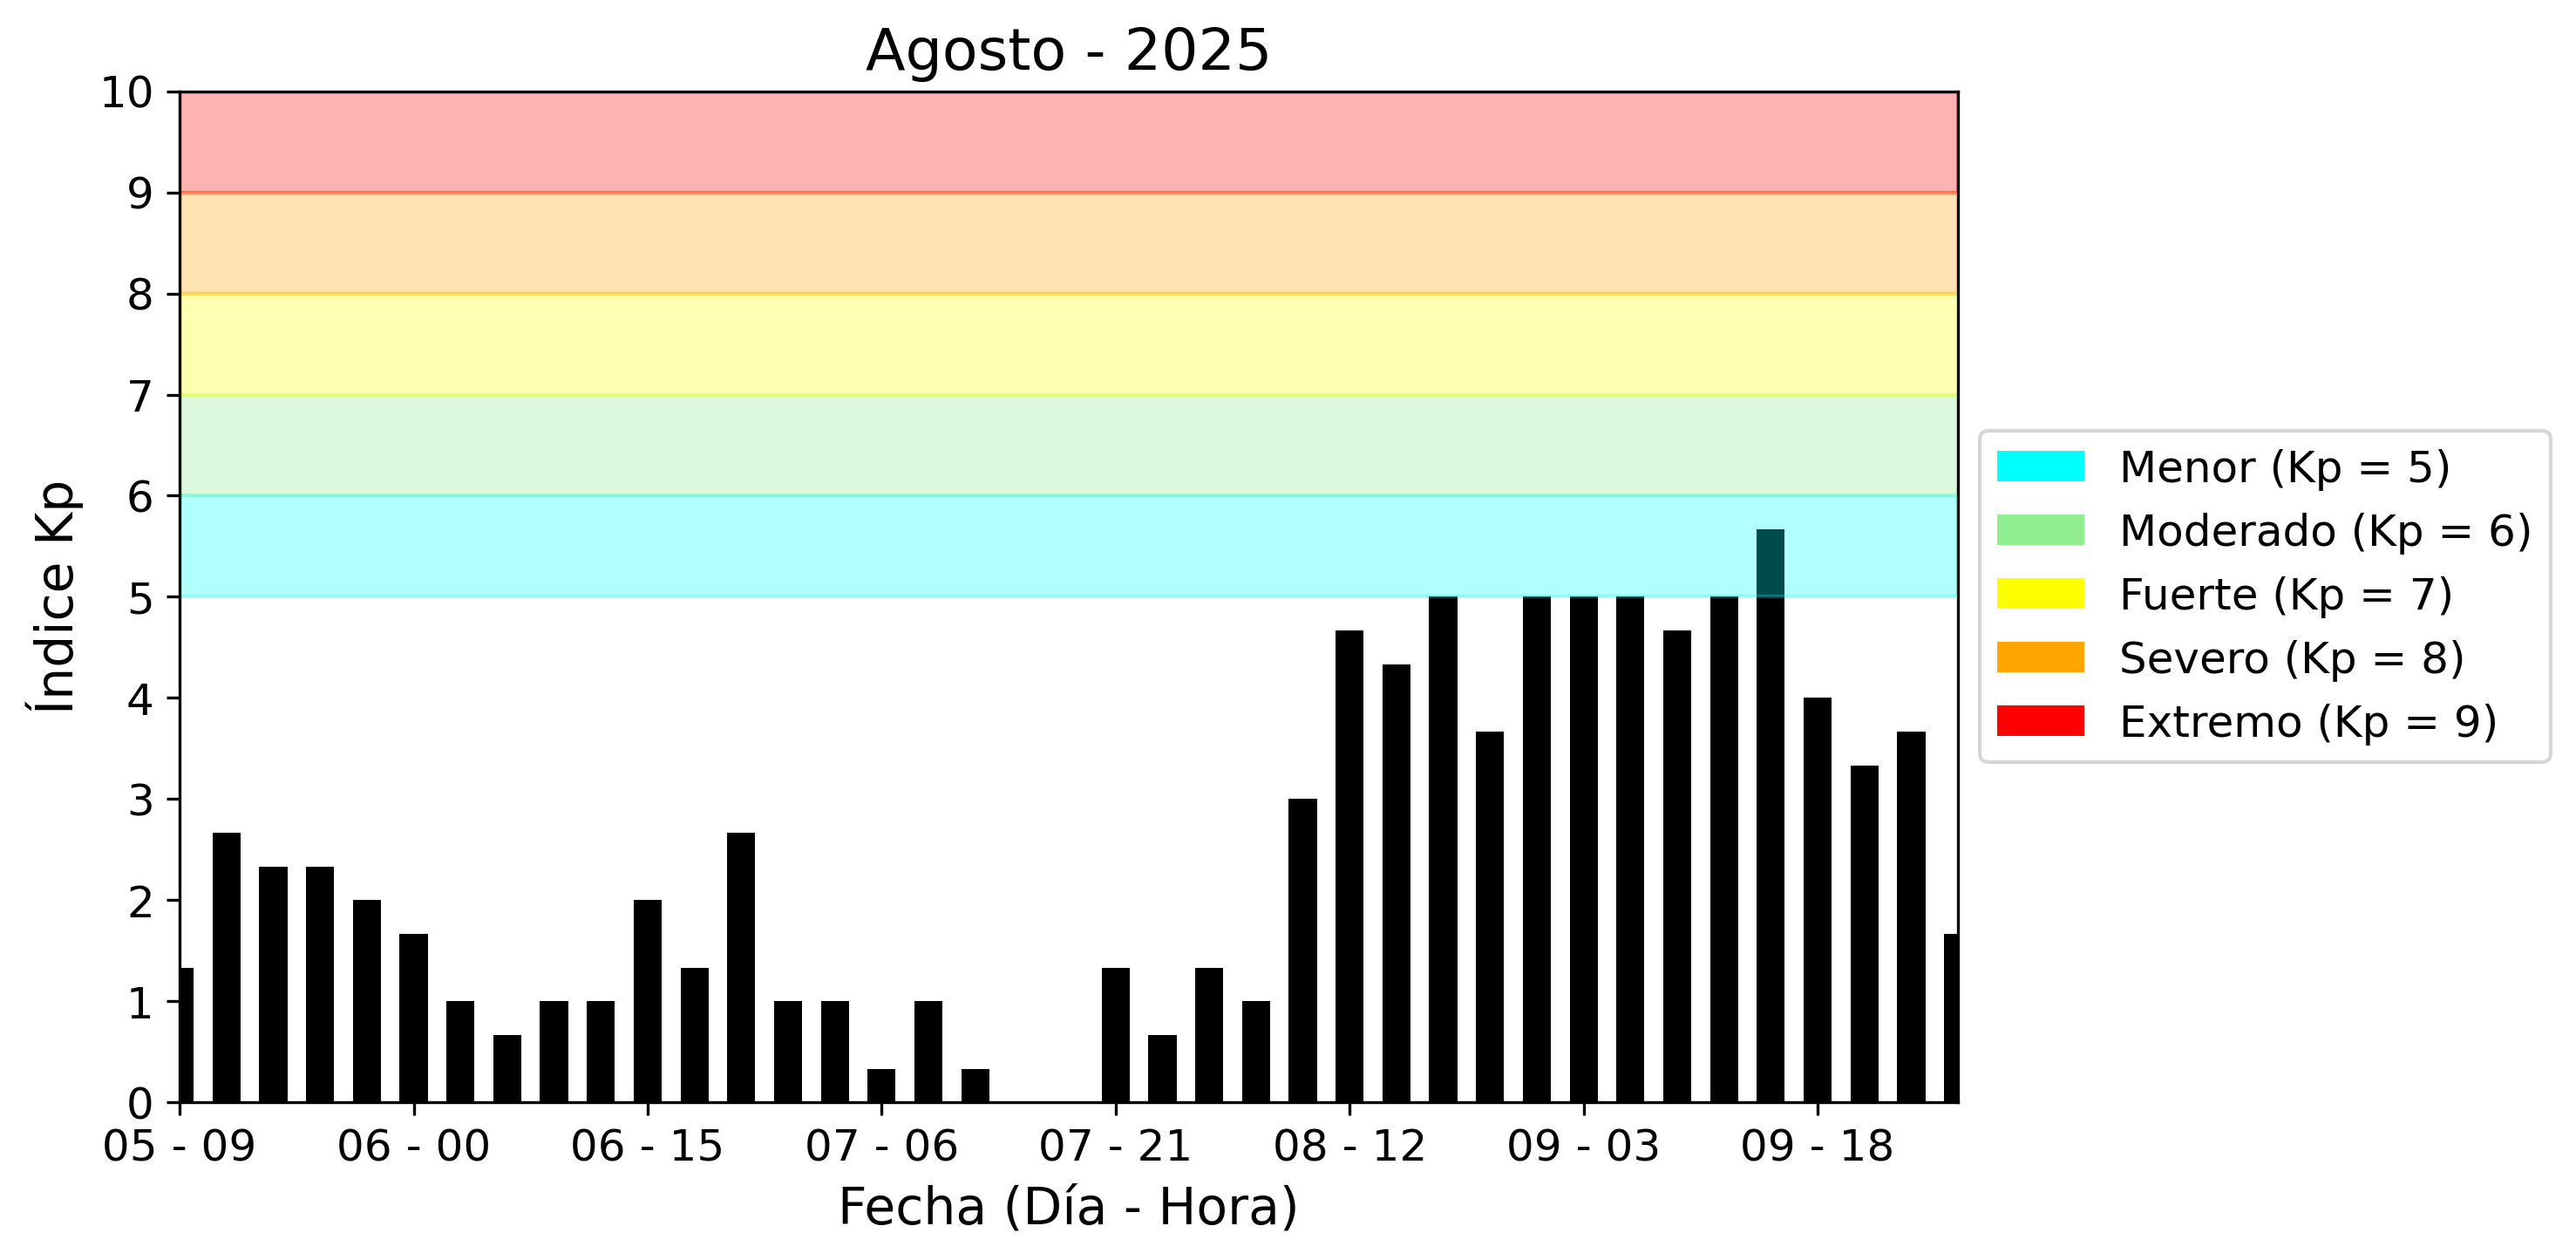 Agosto - 2025
10
9
8
7
6
5
4
3
2
1
0
Índice Kp
05 - 09
06 - 00
06 - 15
07 - 06
07 - 21
08 - 12
09 - 03
09 - 18
Fecha (Día - Hora)
Menor (Kp = 5)
Moderado (Kp = 6)
Fuerte (Kp = 7)
Severo (Kp = 8)
Extremo (Kp = 9)